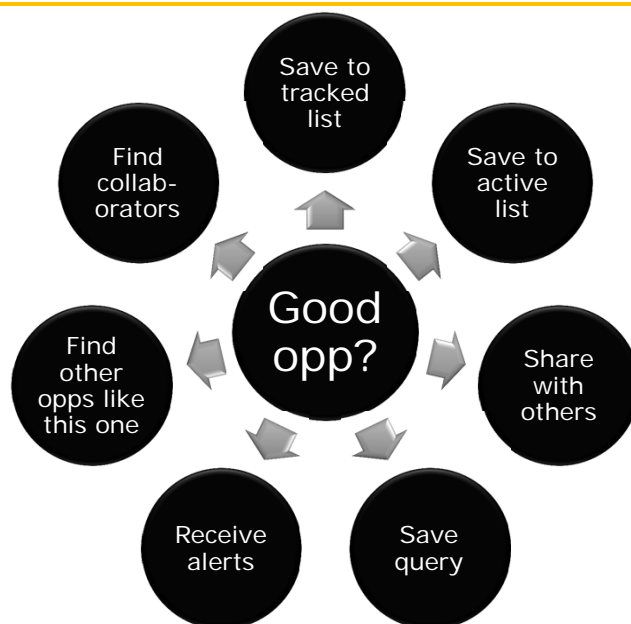 Save to
tracked
list
Save to
active
list
Share
with
others
Save
query
Receive
alerts
Find
other
opps like
this one
Find
collab-
orators
Good
opp?